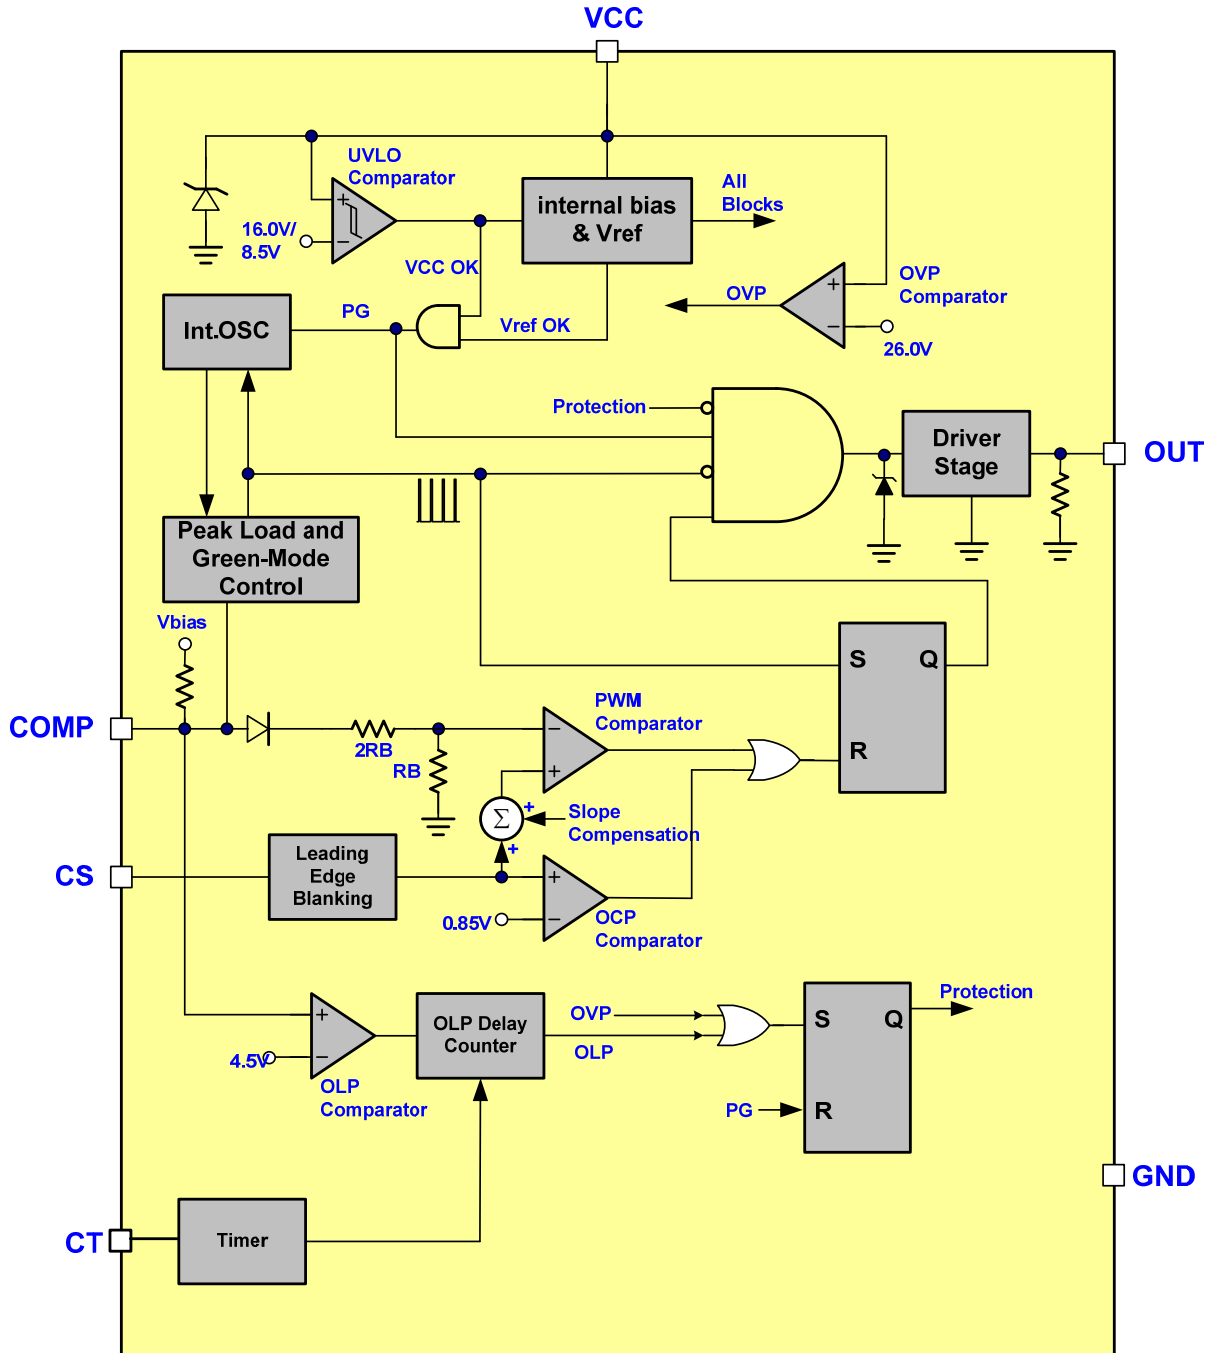 VCC
UVLO
Comparator
16.0V/
8.5V
+
−
internal bias
& Vref
All
Blocks
VCC OK
OVP
+
−
OVP
Comparator
26.0V
PG
Int.OSC
Vref OK
Protection
Driver
Stage
OUT
Peak Load and
Green-Mode
Control
Vbias
S
Q
R
COMP
2RB
RB
PWM
Comparator
−
+
Σ
+
+
Slope
Compensation
CS
Leading
Edge
Blanking
0.85V
+
−
OCP
Comparator
4.5V
+
−
OLP
Comparator
OLP Delay
Counter
OVP
OLP
S
Q
R
Protection
PG
GND
CT
Timer